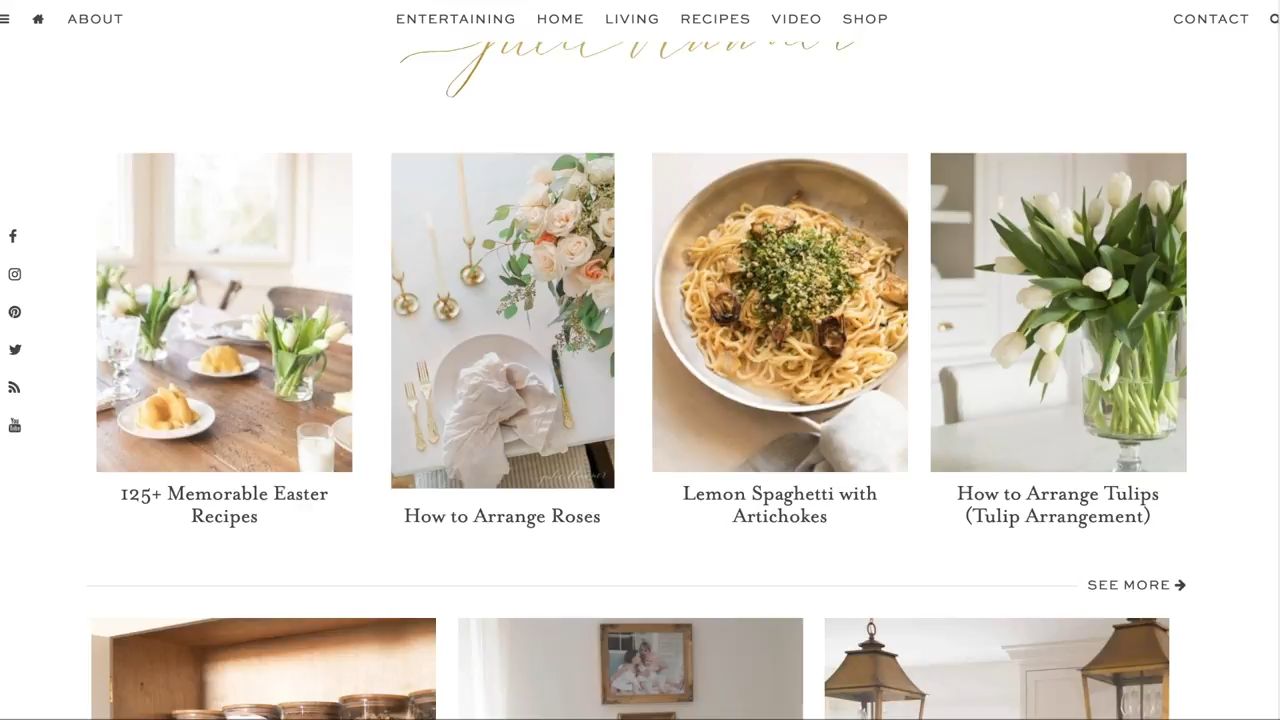 ABOUT
ENTERTAINING HOME LIVING RECIPES VIDEO SHOP
CONTACT
125+ Memorable Easter
Recipes
How to Arrange Roses
Lemon Spaghetti with
Artichokes
How to Arrange Tulips
(Tulip Arrangement)
SEE MORE